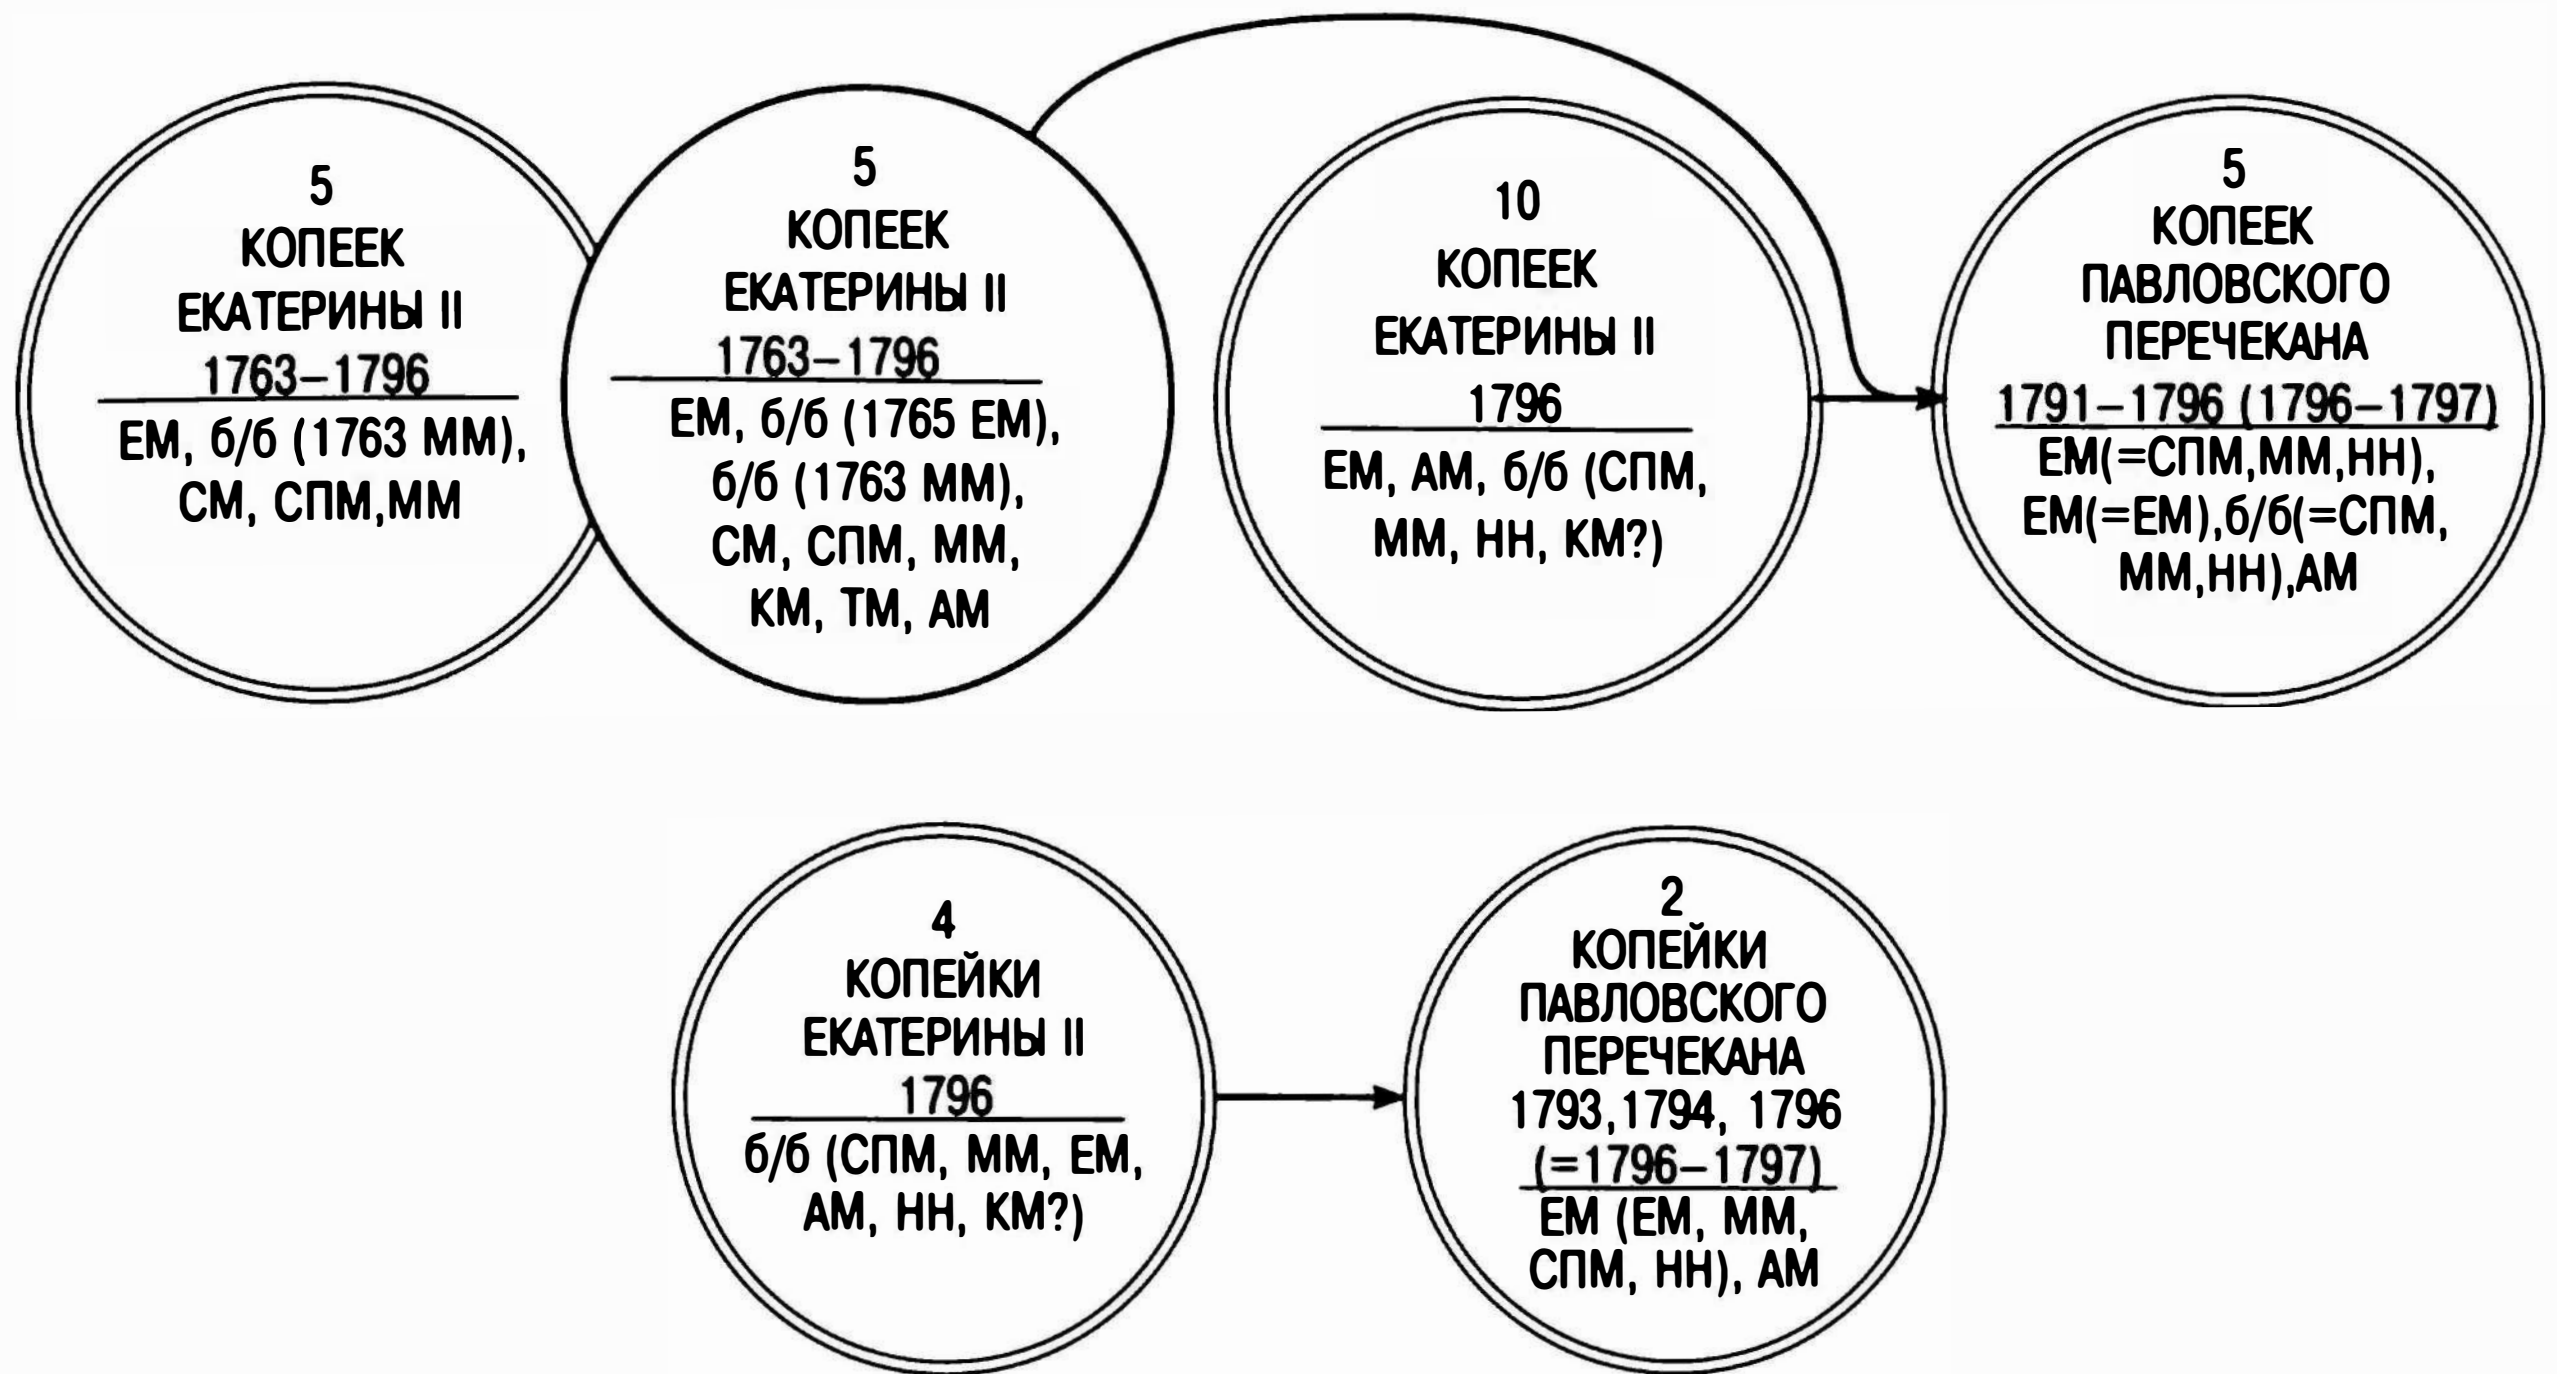 5
КОПЕЕК
ЕКАТЕРИНЫ II
1763–1796
ЕМ, б/б (1763 ММ),
СМ, СПМ,ММ
5
КОПЕЕК
ЕКАТЕРИНЫ II
1763–1796
ЕМ, б/б (1765 ЕМ),
б/б (1763 ММ),
СМ, СПМ, ММ,
КМ, ТМ, АМ
10
КОПЕЕК
ЕКАТЕРИНЫ II
1796
ЕМ, АМ, б/б (СПМ,
ММ, НН, КМ?)
5
КОПЕЕК
ПАВЛОВСКОГО
ПЕРЕЧЕКАНА
1791–1796 (1796–1797)
ЕМ(=СПМ,ММ,НН),
ЕМ(=ЕМ),б/б(=СПМ,
ММ,НН),АМ
4
КОПЕЙКИ
ЕКАТЕРИНЫ II
1796
б/б (СПМ, ММ, ЕМ,
АМ, НН, КМ?)
2
КОПЕЙКИ
ПАВЛОВСКОГО
ПЕРЕЧЕКАНА
1793,1794, 1796
(=1796–1797)
ЕМ (ЕМ, ММ,
СПМ, НН), АМ